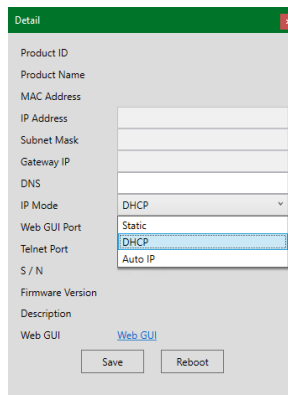 Detail
x
Product ID
Product Name
MAC Address
IP Address
Subnet Mask
Gateway IP
DNS
IP Mode DHCP
Web GUI Port Static
DHCP
Telnet Port
Auto IP
S / N
Firmware Version
Description
Web GUI Web GUI
Save Reboot